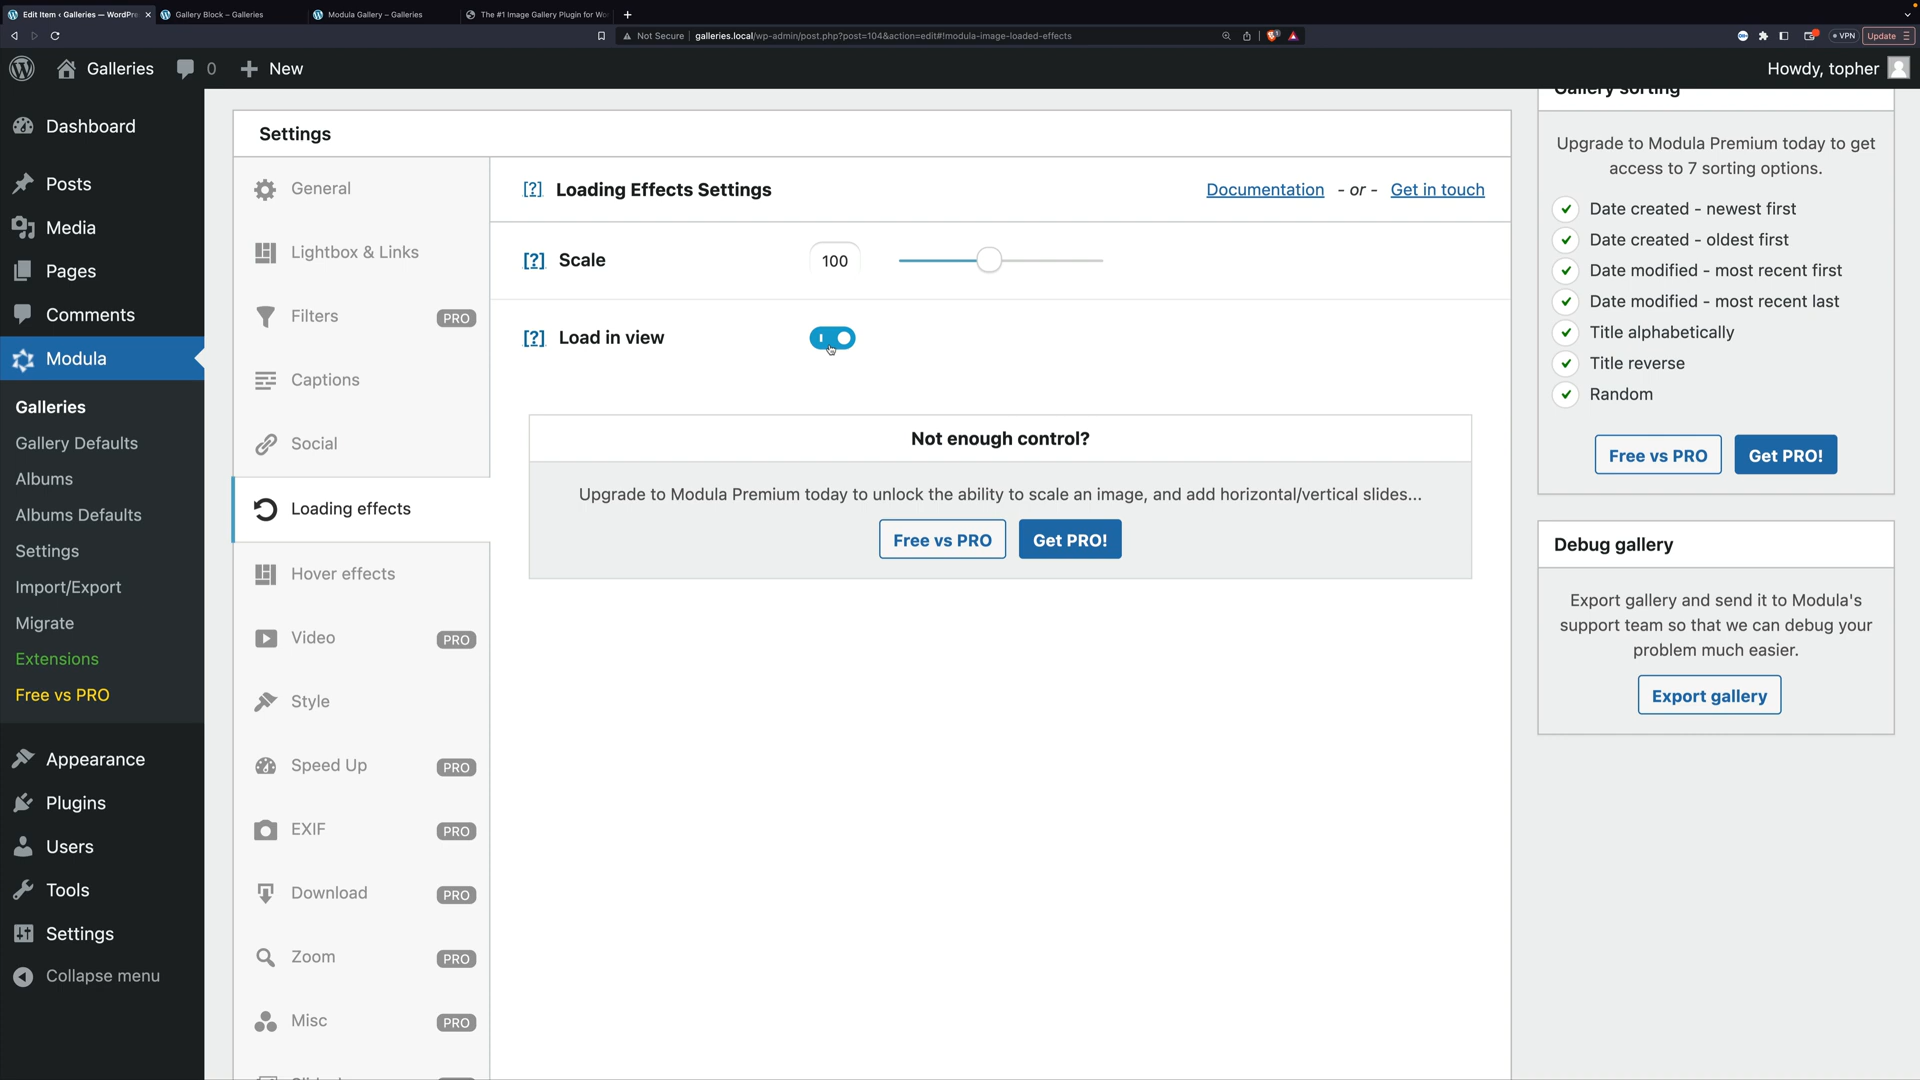 Edit Item ‹ Galleries — WordPre
Gallery Block – Galleries
Modula Gallery – Galleries
The #1 Image Gallery Plugin for Wo
Not Secure
galleries.local/wp-admin/post.php?post=104&action=edit#!modula-image-loaded-effects
VPN
Update
Galleries
0
New
Howdy, topher
Dashboard
Posts
Media
Pages
Comments
Modula
Galleries
Gallery Defaults
Albums
Albums Defaults
Settings
Import/Export
Migrate
Extensions
Free vs PRO
Appearance
Plugins
Users
Tools
Settings
Collapse menu
Settings
General
Lightbox & Links
Filters PRO
Captions
Social
Loading effects
Hover effects
Video PRO
Style
Speed Up PRO
EXIF PRO
Download PRO
Zoom PRO
Misc PRO
[?] Loading Effects Settings
Documentation - or - Get in touch
[?] Scale 100
[?] Load in view
Not enough control?
Upgrade to Modula Premium today to unlock the ability to scale an image, and add horizontal/vertical slides...
Free vs PRO Get PRO!
Gallery sorting
Upgrade to Modula Premium today to get
access to 7 sorting options.
Date created - newest first
Date created - oldest first
Date modified - most recent first
Date modified - most recent last
Title alphabetically
Title reverse
Random
Free vs PRO Get PRO!
Debug gallery
Export gallery and send it to Modula's
support team so that we can debug your
problem much easier.
Export gallery